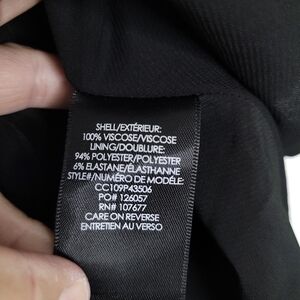 SHELL/EXTÉRIEUR:
100% VISCOSE/VISCOSE
LINING/DOUBLURE:
94% POLYESTER/POLYESTER
6% ELASTANE/ÉLASTHANNE
STYLE#/NUMÉRO DE MODÈLE:
CC109P43506
PO# 126057
RN# 107677
CARE ON REVERSE
ENTRETIEN AU VERSO